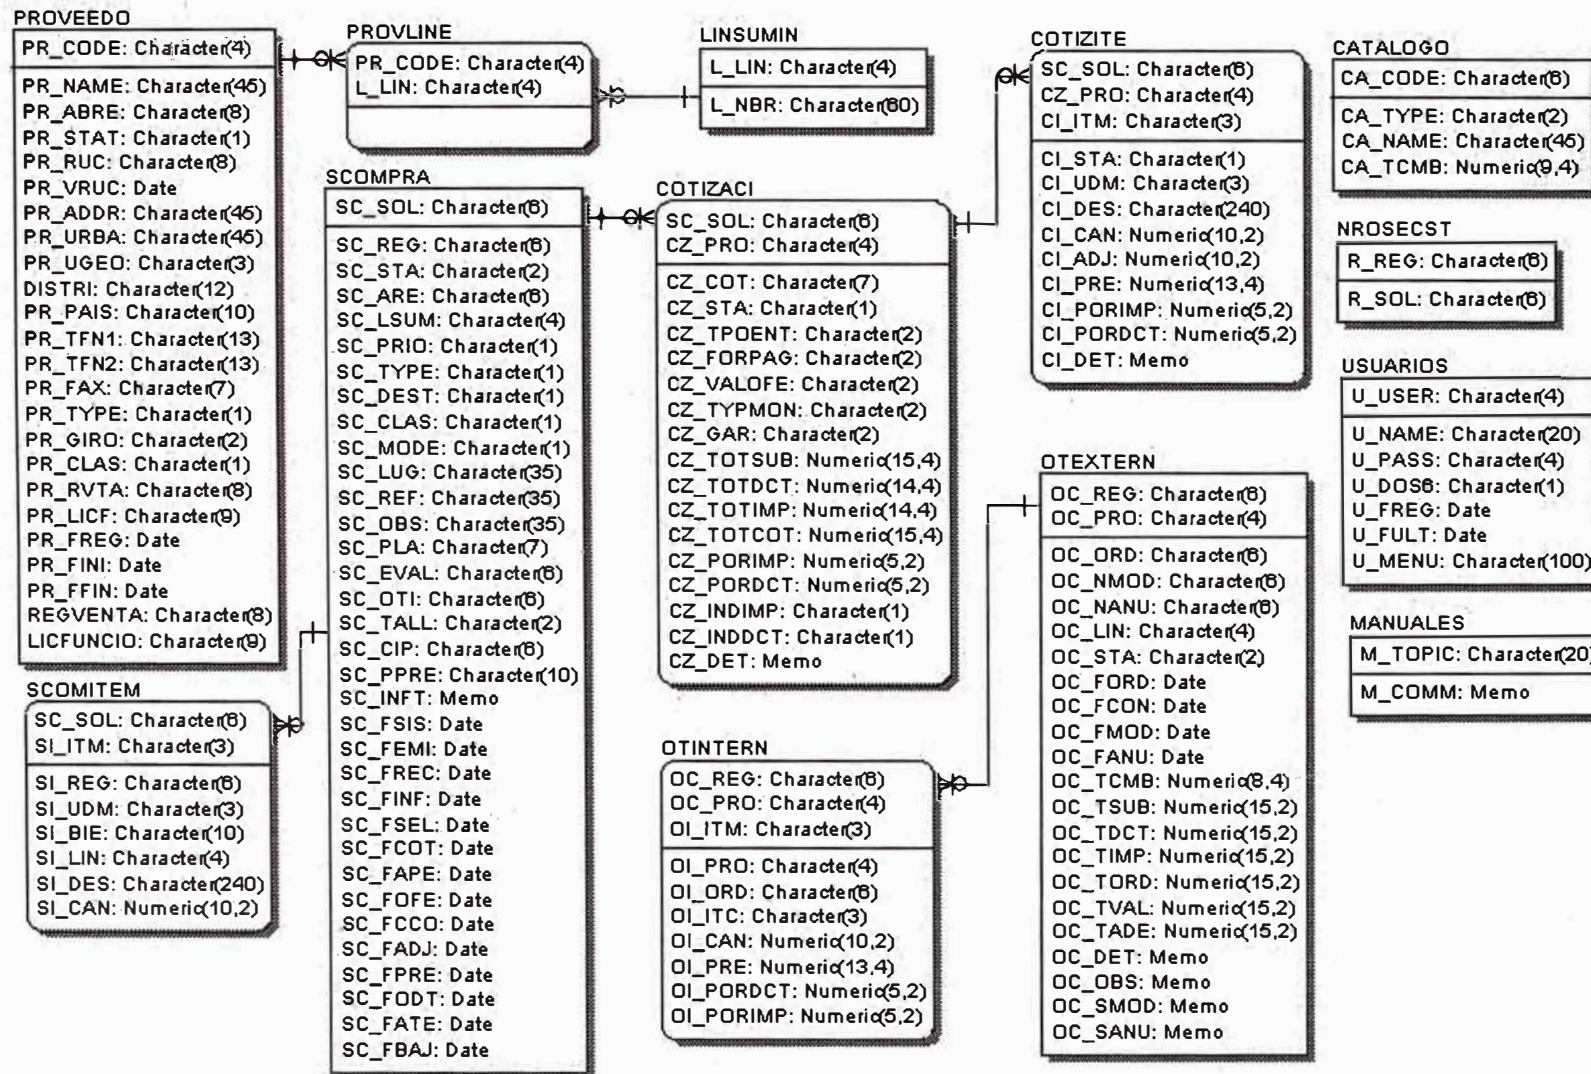 PROVEEDO
PR_CODE: Character(4)
PR_NAME: Character(45)
PR_ABRE: Character(8)
PR_STAT: Character(1)
PR_RUC: Character(8)
PR_VRUC: Date
PR_ADDR: Character(45)
PR_URBA: Character(45)
PR_UGEO: Character(3)
DISTRI: Character(12)
PR_PAIS: Character(10)
PR_TFN1: Character(13)
PR_TFN2: Character(13)
PR_FAX: Character(7)
PR_TYPE: Character(1)
PR_GIRO: Character(2)
PR_CLAS: Character(1)
PR_RVTA: Character(8)
PR_LICF: Character(9)
PR_FREG: Date
PR_FINI: Date
PR_FFIN: Date
REGVENTA: Character(8)
LICFUNCIO: Character(9)
SCOMITEM
SC_SOL: Character(6)
SI_ITM: Character(3)
SI_REG: Character(6)
SI_UDM: Character(3)
SI_BIE: Character(10)
SI_LIN: Character(4)
SI_DES: Character(240)
SI_CAN: Numeric(10,2)
PROVLINE
PR_CODE: Character(4)
L_LIN: Character(4)
SCOMPRA
SC_SOL: Character(6)
SC_REG: Character(6)
SC_STA: Character(2)
SC_ARE: Character(6)
SC_LSUM: Character(4)
SC_PRIO: Character(1)
SC_TYPE: Character(1)
SC_DEST: Character(1)
SC_CLAS: Character(1)
SC_MODE: Character(1)
SC_LUG: Character(35)
SC_REF: Character(35)
SC_OBS: Character(35)
SC_PLA: Character(7)
SC_EVAL: Character(6)
SC_OTI: Character(6)
SC_TALL: Character(2)
SC_CIP: Character(6)
SC_PPRE: Character(10)
SC_INFT: Memo
SC_FSIS: Date
SC_FEMI: Date
SC_FREC: Date
SC_FINF: Date
SC_FSEL: Date
SC_FCOT: Date
SC_FAPE: Date
SC_FOFE: Date
SC_FCCO: Date
SC_FADJ: Date
SC_FPRE: Date
SC_FODT: Date
SC_FATE: Date
SC_FBAJ: Date
LINSUMIN
L_LIN: Character(4)
L_NBR: Character(60)
COTIZACI
SC_SOL: Character(6)
CZ_PRO: Character(4)
CZ_COT: Character(7)
CZ_STA: Character(1)
CZ_TPOENT: Character(2)
CZ_FORPAG: Character(2)
CZ_VALOFE: Character(2)
CZ_TYPMON: Character(2)
CZ_GAR: Character(2)
CZ_TOTSUB: Numeric(15,4)
CZ_TOTDCT: Numeric(14,4)
CZ_TOTIMP: Numeric(14,4)
CZ_TOTCOT: Numeric(15,4)
CZ_PORIMP: Numeric(5,2)
CZ_PORDCT: Numeric(5,2)
CZ_INDIMP: Character(1)
CZ_INDDCT: Character(1)
CZ_DET: Memo
OTINTERN
OC_REG: Character(6)
OC_PRO: Character(4)
OI_ITM: Character(3)
OI_PRO: Character(4)
OI_ORD: Character(6)
OI_ITC: Character(3)
OI_CAN: Numeric(10,2)
OI_PRE: Numeric(13,4)
OI_PORDCT: Numeric(5,2)
OI_PORIMP: Numeric(5,2)
COTIZITE
SC_SOL: Character(6)
CZ_PRO: Character(4)
CI_ITM: Character(3)
CI_STA: Character(1)
CI_UDM: Character(3)
CI_DES: Character(240)
CI_CAN: Numeric(10,2)
CI_ADJ: Numeric(10,2)
CI_PRE: Numeric(13,4)
CI_PORIMP: Numeric(5,2)
CI_PORDCT: Numeric(5,2)
CI_DET: Memo
OTEXTERN
OC_REG: Character(6)
OC_PRO: Character(4)
OC_ORD: Character(6)
OC_NMOD: Character(6)
OC_NANU: Character(6)
OC_LIN: Character(4)
OC_STA: Character(2)
OC_FORD: Date
OC_FCON: Date
OC_FMOD: Date
OC_FANU: Date
OC_TCMB: Numeric(8,4)
OC_TSUB: Numeric(15,2)
OC_TDCT: Numeric(15,2)
OC_TIMP: Numeric(15,2)
OC_TORD: Numeric(15,2)
OC_TVAL: Numeric(15,2)
OC_TADE: Numeric(15,2)
OC_DET: Memo
OC_OBS: Memo
OC_SMOD: Memo
OC_SANU: Memo
CATALOGO
CA_CODE: Character(6)
CA_TYPE: Character(2)
CA_NAME: Character(45)
CA_TCMB: Numeric(9,4)
NROSECST
R_REG: Character(6)
R_SOL: Character(6)
USUARIOS
U_USER: Character(4)
U_NAME: Character(20)
U_PASS: Character(4)
U_DOS6: Character(1)
U_FREG: Date
U_FULT: Date
U_MENU: Character(100)
MANUALES
M_TOPIC: Character(20)
M_COMM: Memo